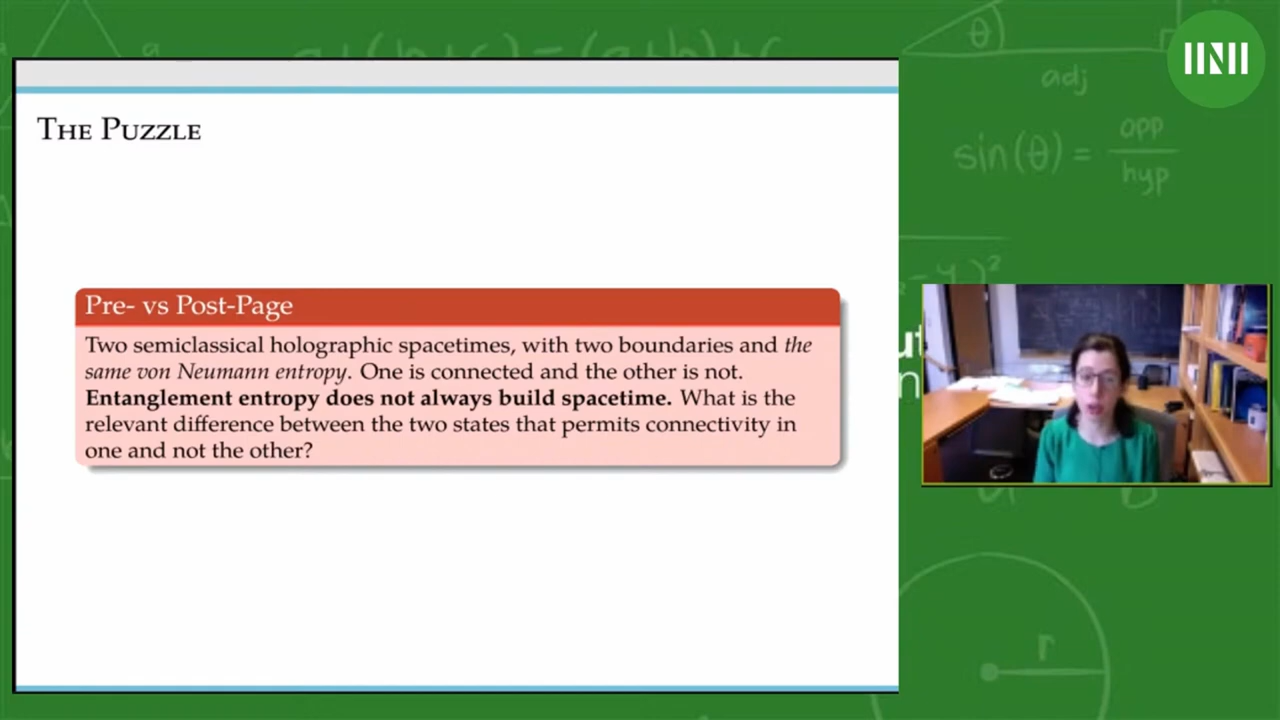 THE PUZZLE
Pre- vs Post-Page
Two semiclassical holographic spacetimes, with two boundaries and the
same von Neumann entropy. One is connected and the other is not.
Entanglement entropy does not always build spacetime. What is the
relevant difference between the two states that permits connectivity in
one and not the other?
θ
adj
sin(θ) = opp
hyp
r